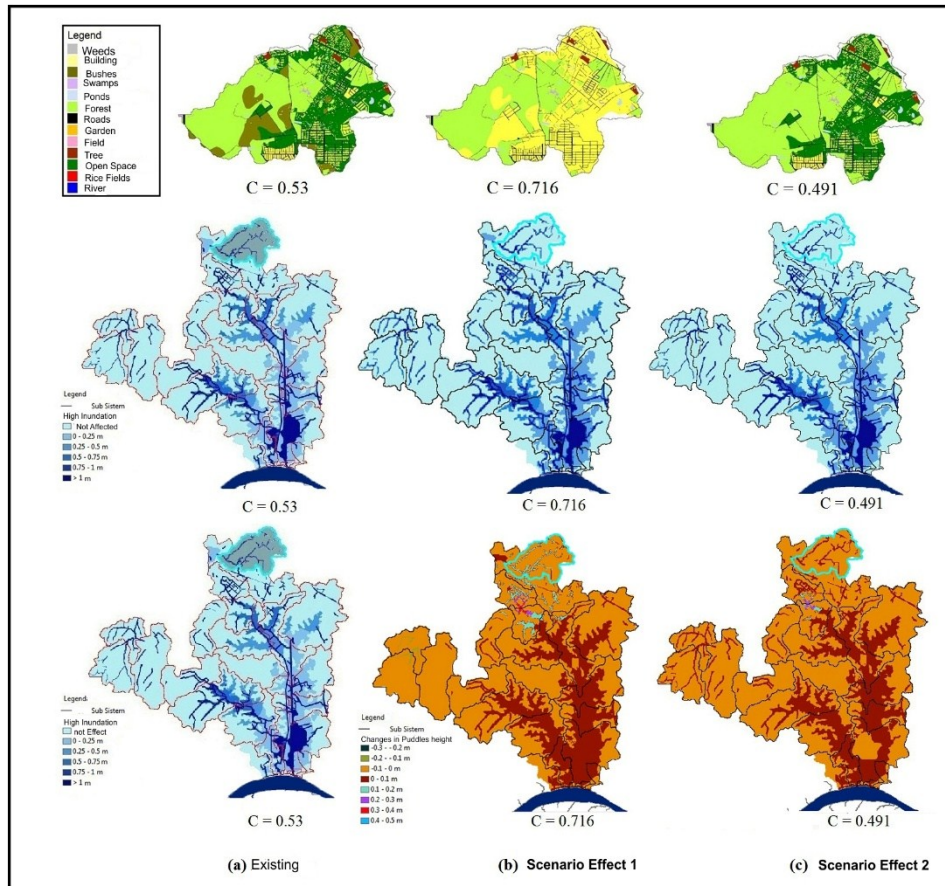 Legend
Weeds
Building
Bushes
Swamps
Ponds
Forest
Roads
Garden
Field
Tree
Open Space
Rice Fields
River
C = 0.53
C = 0.716
C = 0.491
Legend
Sub Sistem
High Inundation
Not Affected
0 - 0.25 m
0.25 - 0.5 m
0.5 - 0.75 m
0.75 - 1 m
> 1 m
C = 0.53
C = 0.716
C = 0.491
Legend
Sub Sistem
High Inundation
not Effect
0 - 0.25 m
0.25 - 0.5 m
0.5 - 0.75 m
0.75 - 1 m
> 1 m
Legend
Sub Sistem
Changes in Puddles height
-0.3 - -0.2 m
-0.2 - -0.1 m
-0.1 - 0 m
0 - 0.1 m
0.1 - 0.2 m
0.2 - 0.3 m
0.3 - 0.4 m
0.4 - 0.5 m
C = 0.53
C = 0.716
C = 0.491
(a) Existing
(b) Scenario Effect 1
(c) Scenario Effect 2